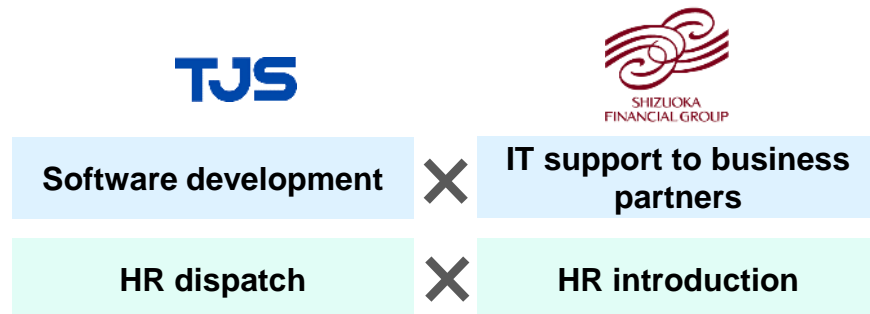 TJS
SHIZUOKA
FINANCIAL GROUP
Software development
IT support to business
partners
HR dispatch
HR introduction